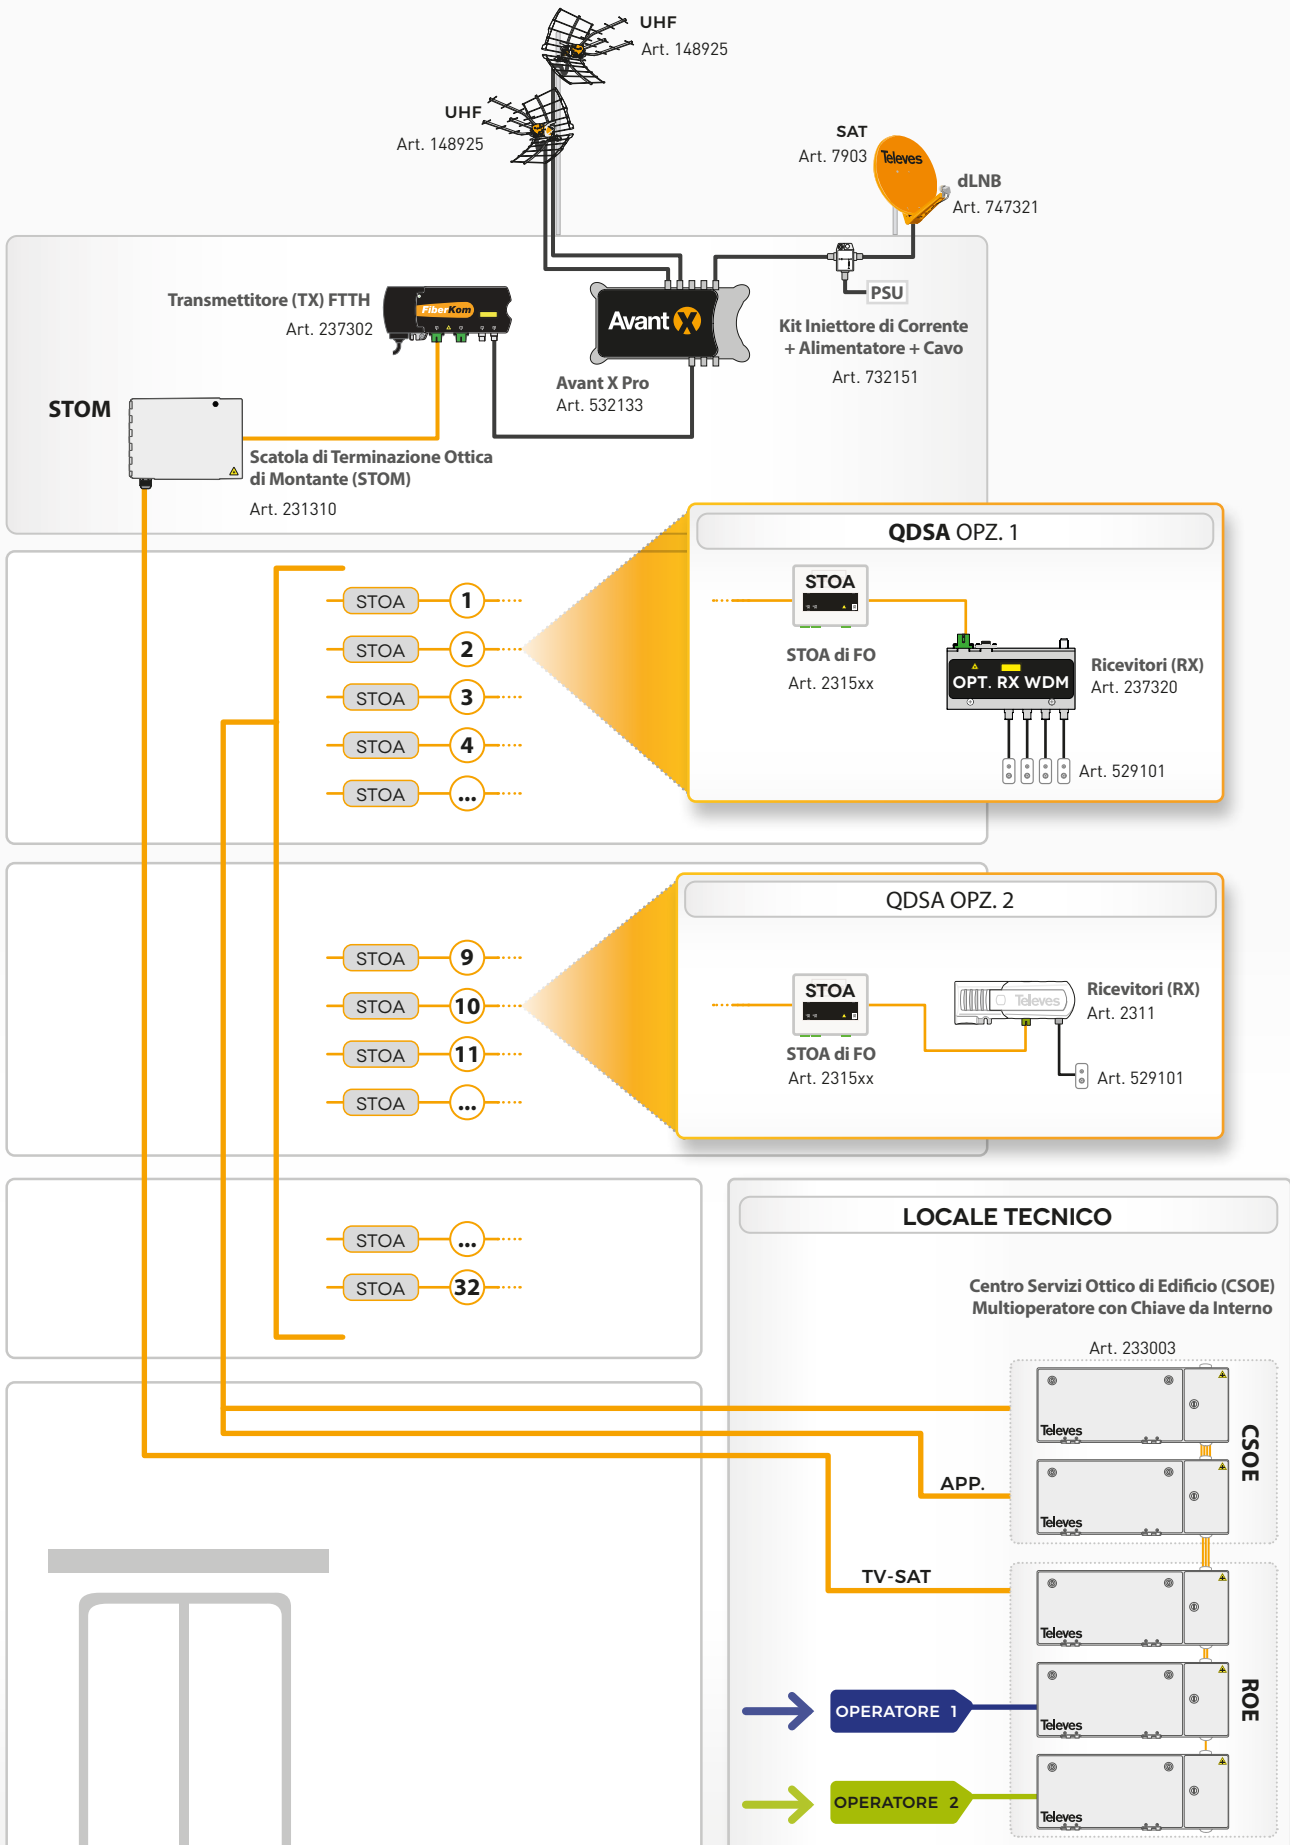 UHF
Art. 148925
UHF
Art. 148925
SAT
Art. 7903
Televes
dLNB
Art. 747321
PSU
Kit Iniettore di Corrente
+ Alimentatore + Cavo
Art. 732151
Transmettitore (TX) FTTH
Art. 237302
FiberKom
Avant X
Avant X Pro
Art. 532133
STOM
Scatola di Terminazione Ottica
di Montante (STOM)
Art. 231310
QDSA OPZ. 1
STOA
STOA di FO
Art. 2315xx
OPT. RX WDM
Ricevitori (RX)
Art. 237320
Art. 529101
STOA 1
STOA 2
STOA 3
STOA 4
STOA ...
QDSA OPZ. 2
STOA
STOA di FO
Art. 2315xx
Televes
Ricevitori (RX)
Art. 2311
Art. 529101
STOA 9
STOA 10
STOA 11
STOA ...
STOA ...
STOA 32
LOCALE TECNICO
Centro Servizi Ottico di Edificio (CSOE)
Multioperatore con Chiave da Interno
Art. 233003
Televes
CSOE
APP.
Televes
TV-SAT
Televes
ROE
OPERATORE 1
Televes
OPERATORE 2
Televes